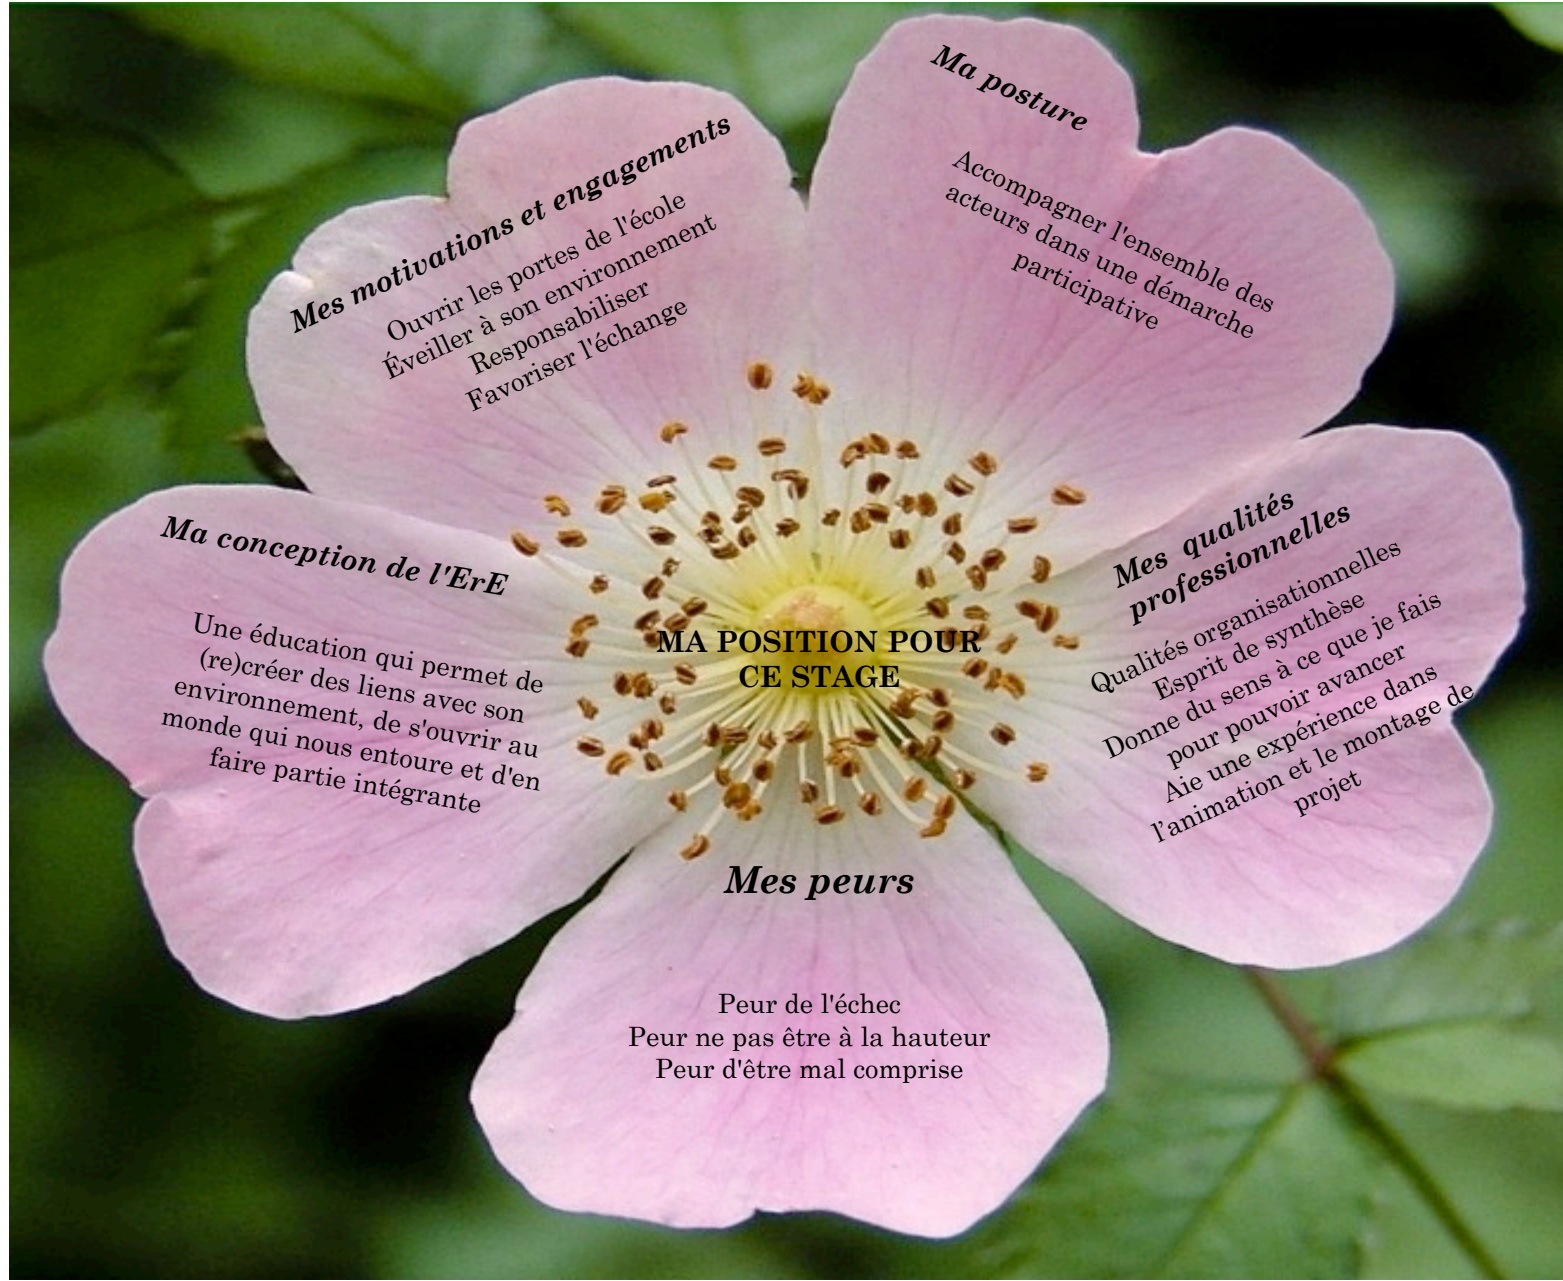 Ma posture
Accompagner l'ensemble des
acteurs dans une démarche
participative
Mes motivations et engagements
Ouvrir les portes de l'école
Éveiller à son environnement
Responsabiliser
Favoriser l'échange
Mes qualités
professionnelles
Qualités organisationnelles
Esprit de synthèse
Donne du sens à ce que je fais
pour pouvoir avancer
Aie une expérience dans
l’animation et le montage de
projet
Ma conception de l'ErE
Une éducation qui permet de
(re)créer des liens avec son
environnement, de s'ouvrir au
monde qui nous entoure et d'en
faire partie intégrante
MA POSITION POUR
CE STAGE
Mes peurs
Peur de l'échec
Peur ne pas être à la hauteur
Peur d'être mal comprise